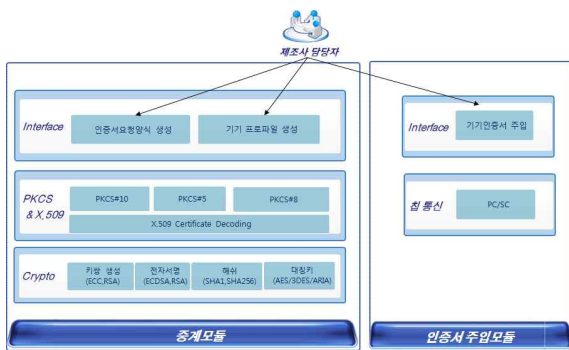 제조사 담당자
Interface
인증서요청양식 생성
기기 프로파일 생성
Interface
기기인증서 주입
PKCS
& X.509
PKCS#10
PKCS#5
PKCS#8
X.509 Certificate Decoding
칩 통신
PC/SC
Crypto
키쌍 생성
(ECC,RSA)
전자서명
(ECDSA,RSA)
해쉬
(SHA1,SHA256)
대칭키
(AES/3DES/ARIA)
중계모듈
인증서 주입모듈